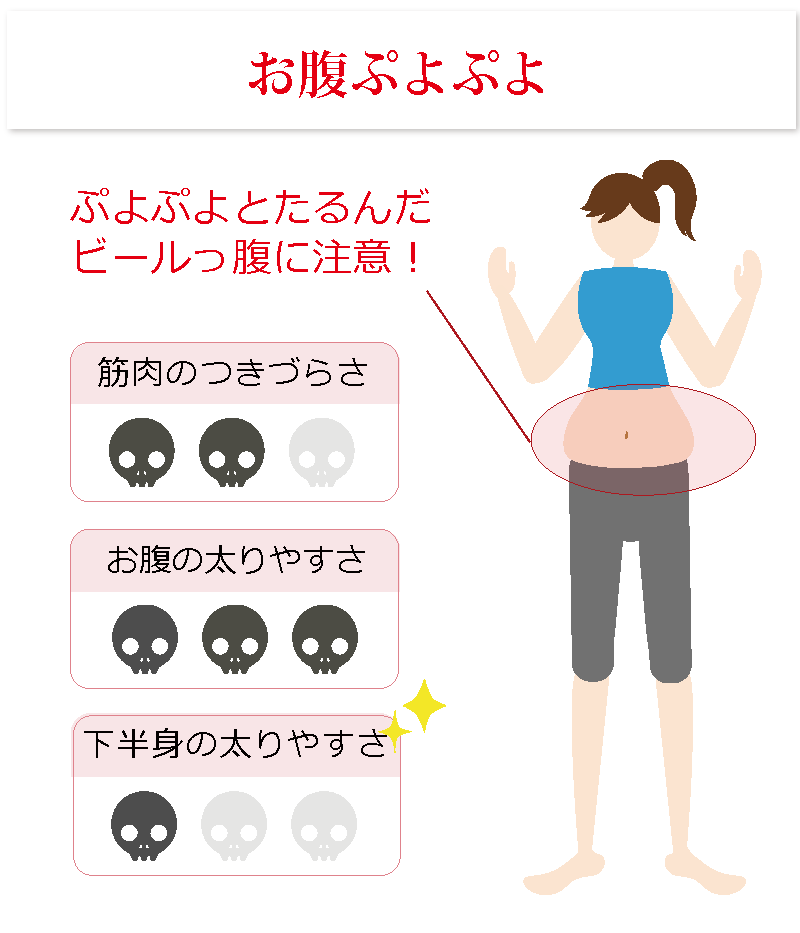 お腹ぷよぷよ
ぷよぷよとたるんだ
ビールっ腹に注意！
筋肉のつきづらさ
お腹の太りやすさ
下半身の太りやすさ